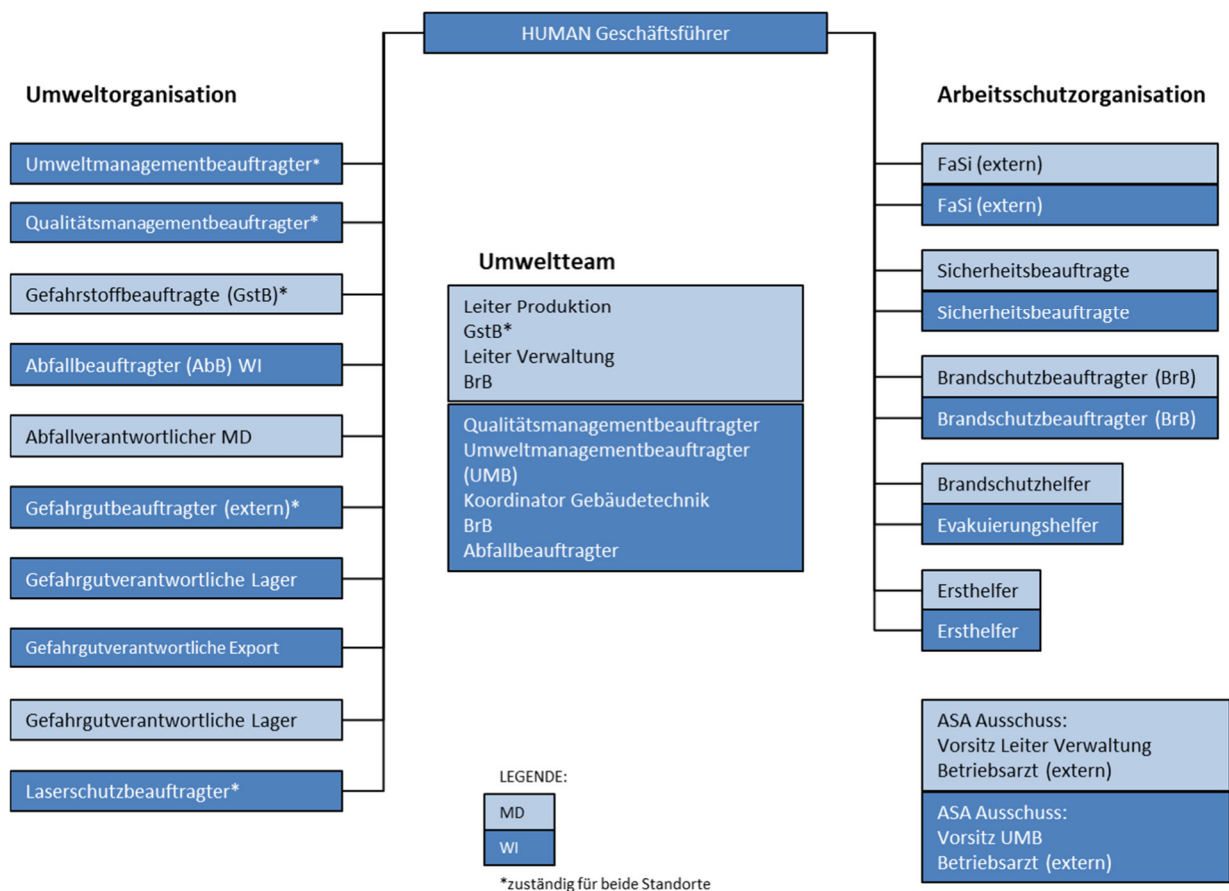 HUMAN Geschäftsführer
Umweltorganisation
Umweltmanagementbeauftragter*
Qualitätsmanagementbeauftragter*
Gefahrstoffbeauftragte (GstB)*
Abfallbeauftragter (AbB) WI
Abfallverantwortlicher MD
Gefahrgutbeauftragter (extern)*
Gefahrgutverantwortliche Lager
Gefahrgutverantwortliche Export
Gefahrgutverantwortliche Lager
Laserschutzbeauftragter*
Umweltteam
Leiter Produktion
GstB*
Leiter Verwaltung
BrB
Qualitätsmanagementbeauftragter
Umweltmanagementbeauftragter
(UMB)
Koordinator Gebäudetechnik
BrB
Abfallbeauftragter
LEGENDE:
MD
WI
*zuständig für beide Standorte
Arbeitsschutzorganisation
FaSi (extern)
FaSi (extern)
Sicherheitsbeauftragte
Sicherheitsbeauftragte
Brandschutzbeauftragter (BrB)
Brandschutzbeauftragter (BrB)
Brandschutzhelfer
Evakuierungshelfer
Ersthelfer
Ersthelfer
ASA Ausschuss:
Vorsitz Leiter Verwaltung
Betriebsarzt (extern)
ASA Ausschuss:
Vorsitz UMB
Betriebsarzt (extern)